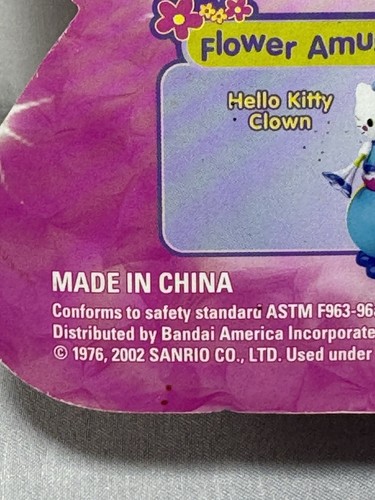 Flower Amu
Hello Kitty
Clown
MADE IN CHINA
Conforms to safety standard ASTM F963-96
Distributed by Bandai America Incorporate
© 1976, 2002 SANRIO CO., LTD. Used under